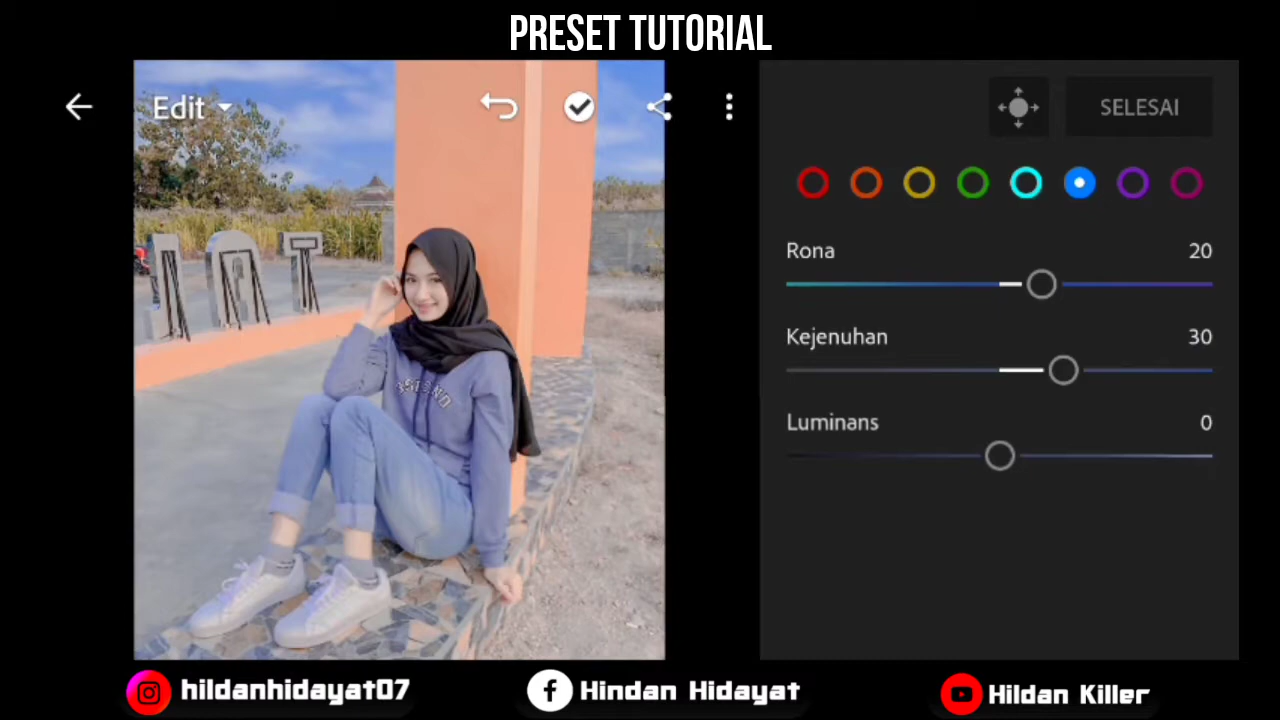 PRESET TUTORIAL
Edit
SELESAI
Rona 20
Kejenuhan 30
Luminans 0
hildanhidayat07
Hindan Hidayat
Hildan Killer